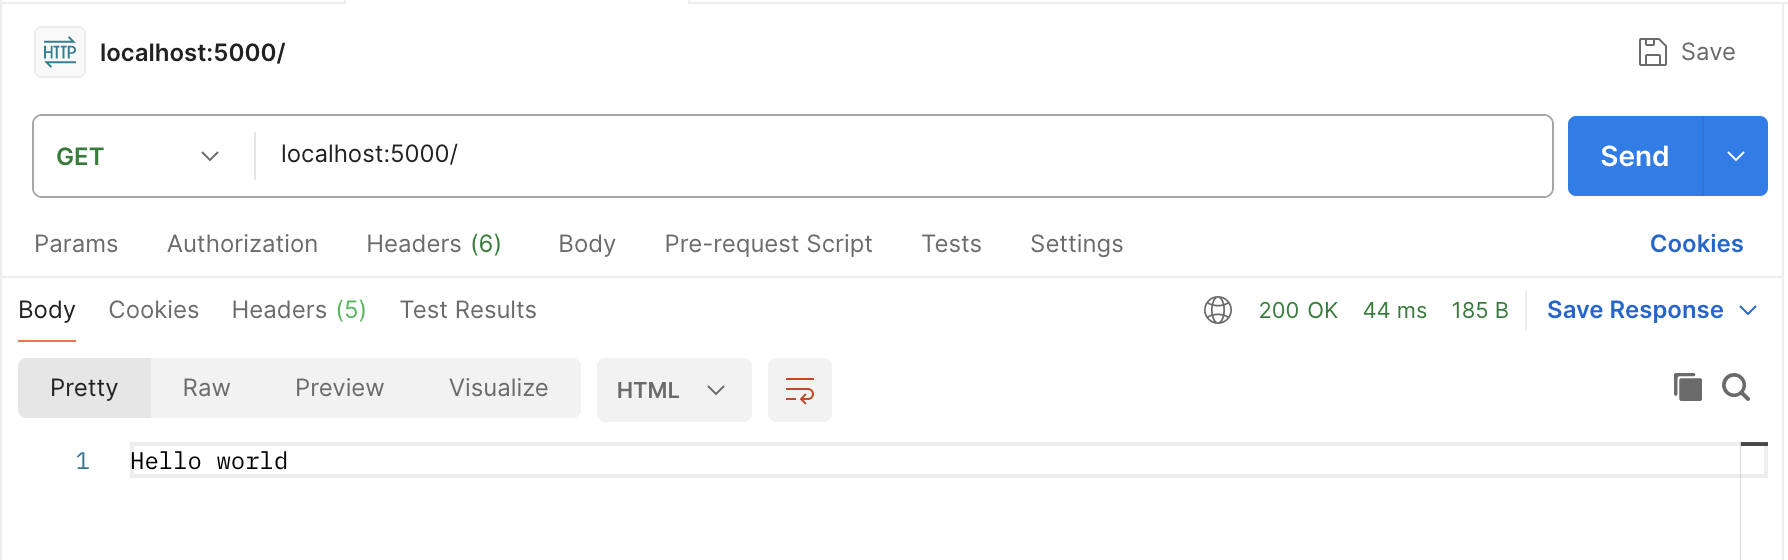 HTTP localhost:5000/ Save
GET localhost:5000/ Send
Params Authorization Headers (6) Body Pre-request Script Tests Settings Cookies
Body Cookies Headers (5) Test Results 200 OK 44 ms 185 B Save Response
Pretty Raw Preview Visualize HTML
1 Hello world